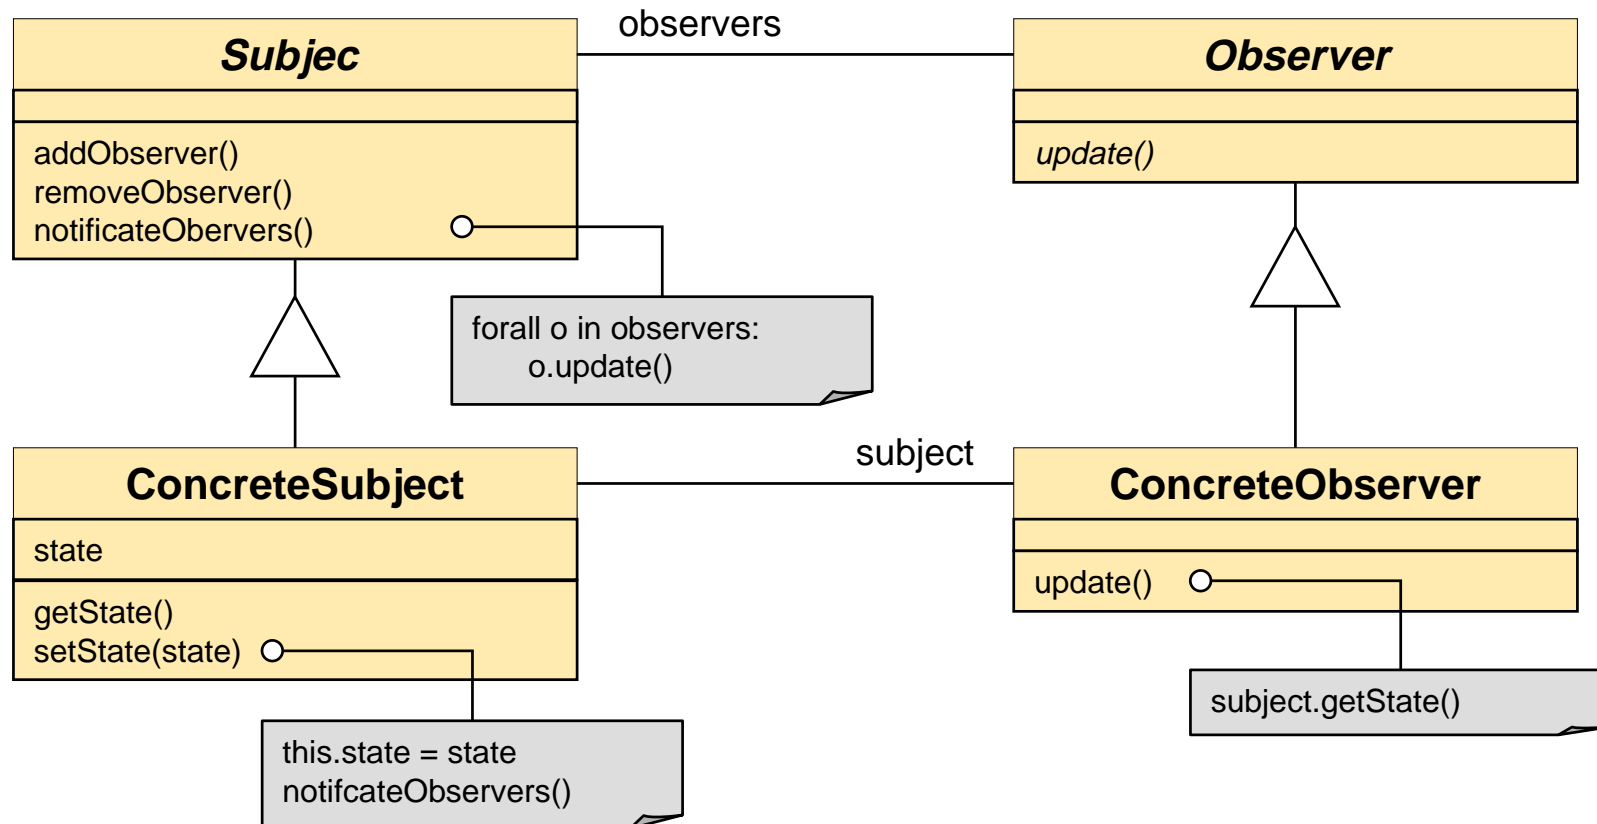 observers
Subjec
Observer
addObserver()
removeObserver()
notificateObervers()
update()
forall o in observers:
o.update()
subject
ConcreteSubject
ConcreteObserver
state
getState()
setState(state)
update()
subject.getState()
this.state = state
notifcateObservers()